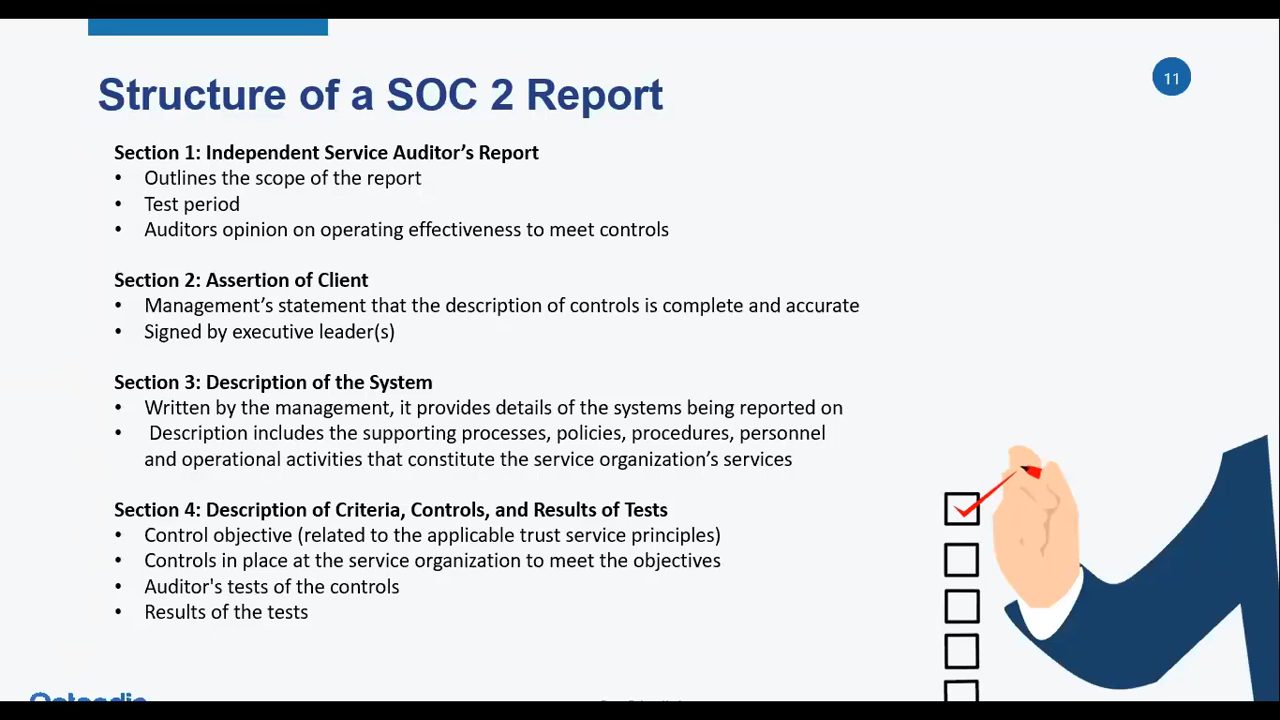 11
Structure of a SOC 2 Report
Section 1: Independent Service Auditor’s Report
• Outlines the scope of the report
• Test period
• Auditors opinion on operating effectiveness to meet controls
Section 2: Assertion of Client
• Management’s statement that the description of controls is complete and accurate
• Signed by executive leader(s)
Section 3: Description of the System
• Written by the management, it provides details of the systems being reported on
• Description includes the supporting processes, policies, procedures, personnel
and operational activities that constitute the service organization’s services
Section 4: Description of Criteria, Controls, and Results of Tests
• Control objective (related to the applicable trust service principles)
• Controls in place at the service organization to meet the objectives
• Auditor's tests of the controls
• Results of the tests